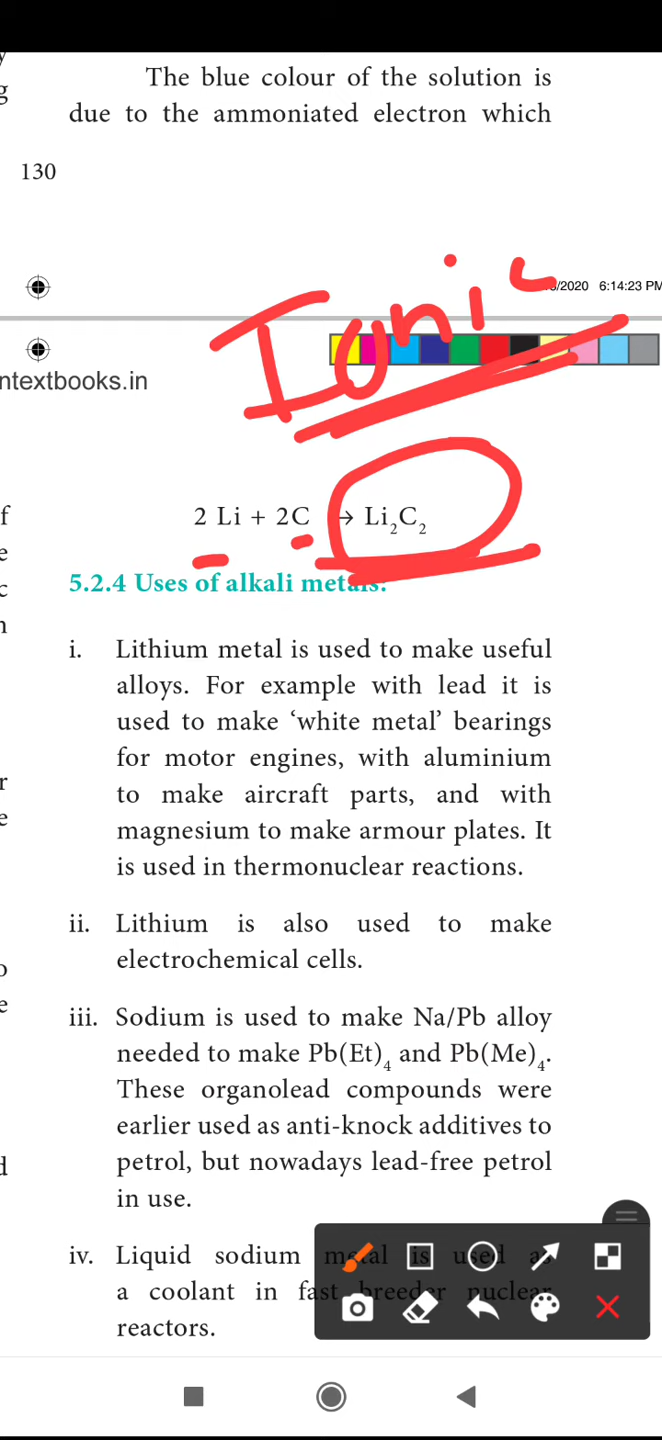 The blue colour of the solution is
due to the ammoniated electron which
130
/2020 6:14:23 PM
Ionic
ntextbooks.in
2 Li + 2C → Li₂C₂
5.2.4 Uses of alkali metals:
i. Lithium metal is used to make useful
alloys. For example with lead it is
used to make ‘white metal’ bearings
for motor engines, with aluminium
to make aircraft parts, and with
magnesium to make armour plates. It
is used in thermonuclear reactions.
ii. Lithium is also used to make
electrochemical cells.
iii. Sodium is used to make Na/Pb alloy
needed to make Pb(Et)₄ and Pb(Me)₄.
These organolead compounds were
earlier used as anti-knock additives to
petrol, but nowadays lead-free petrol
in use.
iv. Liquid sodium metal is used as
a coolant in fast breeder nuclear
reactors.